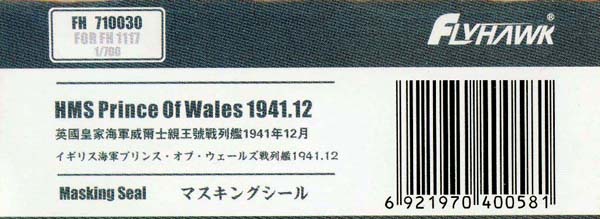 FH 710030
FOR FH 1117
1/700
FLYHAWK®
HMS Prince Of Wales 1941.12
英國皇家海軍威爾士親王號戰列艦1941年12月
イギリス海軍プリンス・オブ・ウェールズ戦列艦1941.12
Masking Seal マスキングシール
6 921970 400581